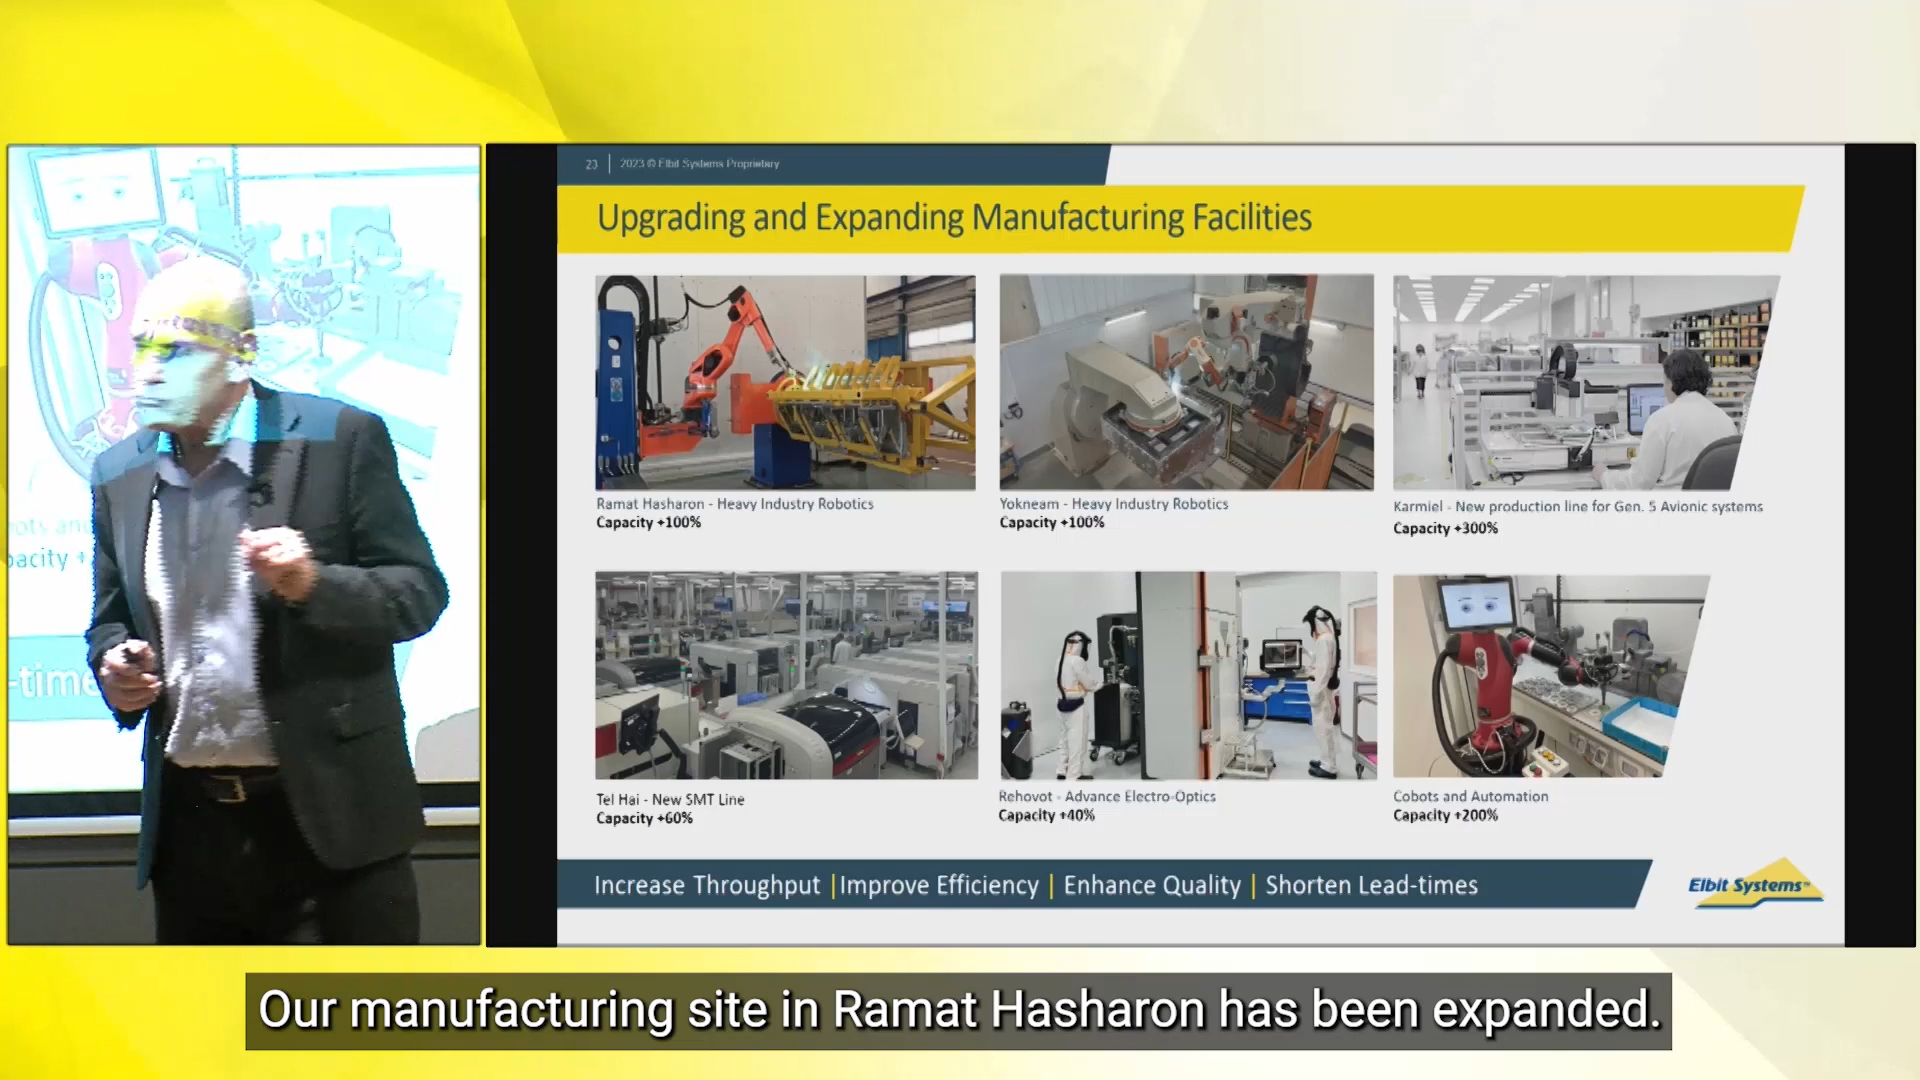 23 | 2023 © Elbit Systems Proprietary
Upgrading and Expanding Manufacturing Facilities
Ramat Hasharon - Heavy Industry Robotics
Capacity +100%
Yokneam - Heavy Industry Robotics
Capacity +100%
Karmiel - New production line for Gen. 5 Avionic systems
Capacity +300%
Tel Hai - New SMT Line
Capacity +60%
Rehovot - Advance Electro-Optics
Capacity +40%
Cobots and Automation
Capacity +200%
Increase Throughput | Improve Efficiency | Enhance Quality | Shorten Lead-times
Elbit Systems™
-time
Our manufacturing site in Ramat Hasharon has been expanded.